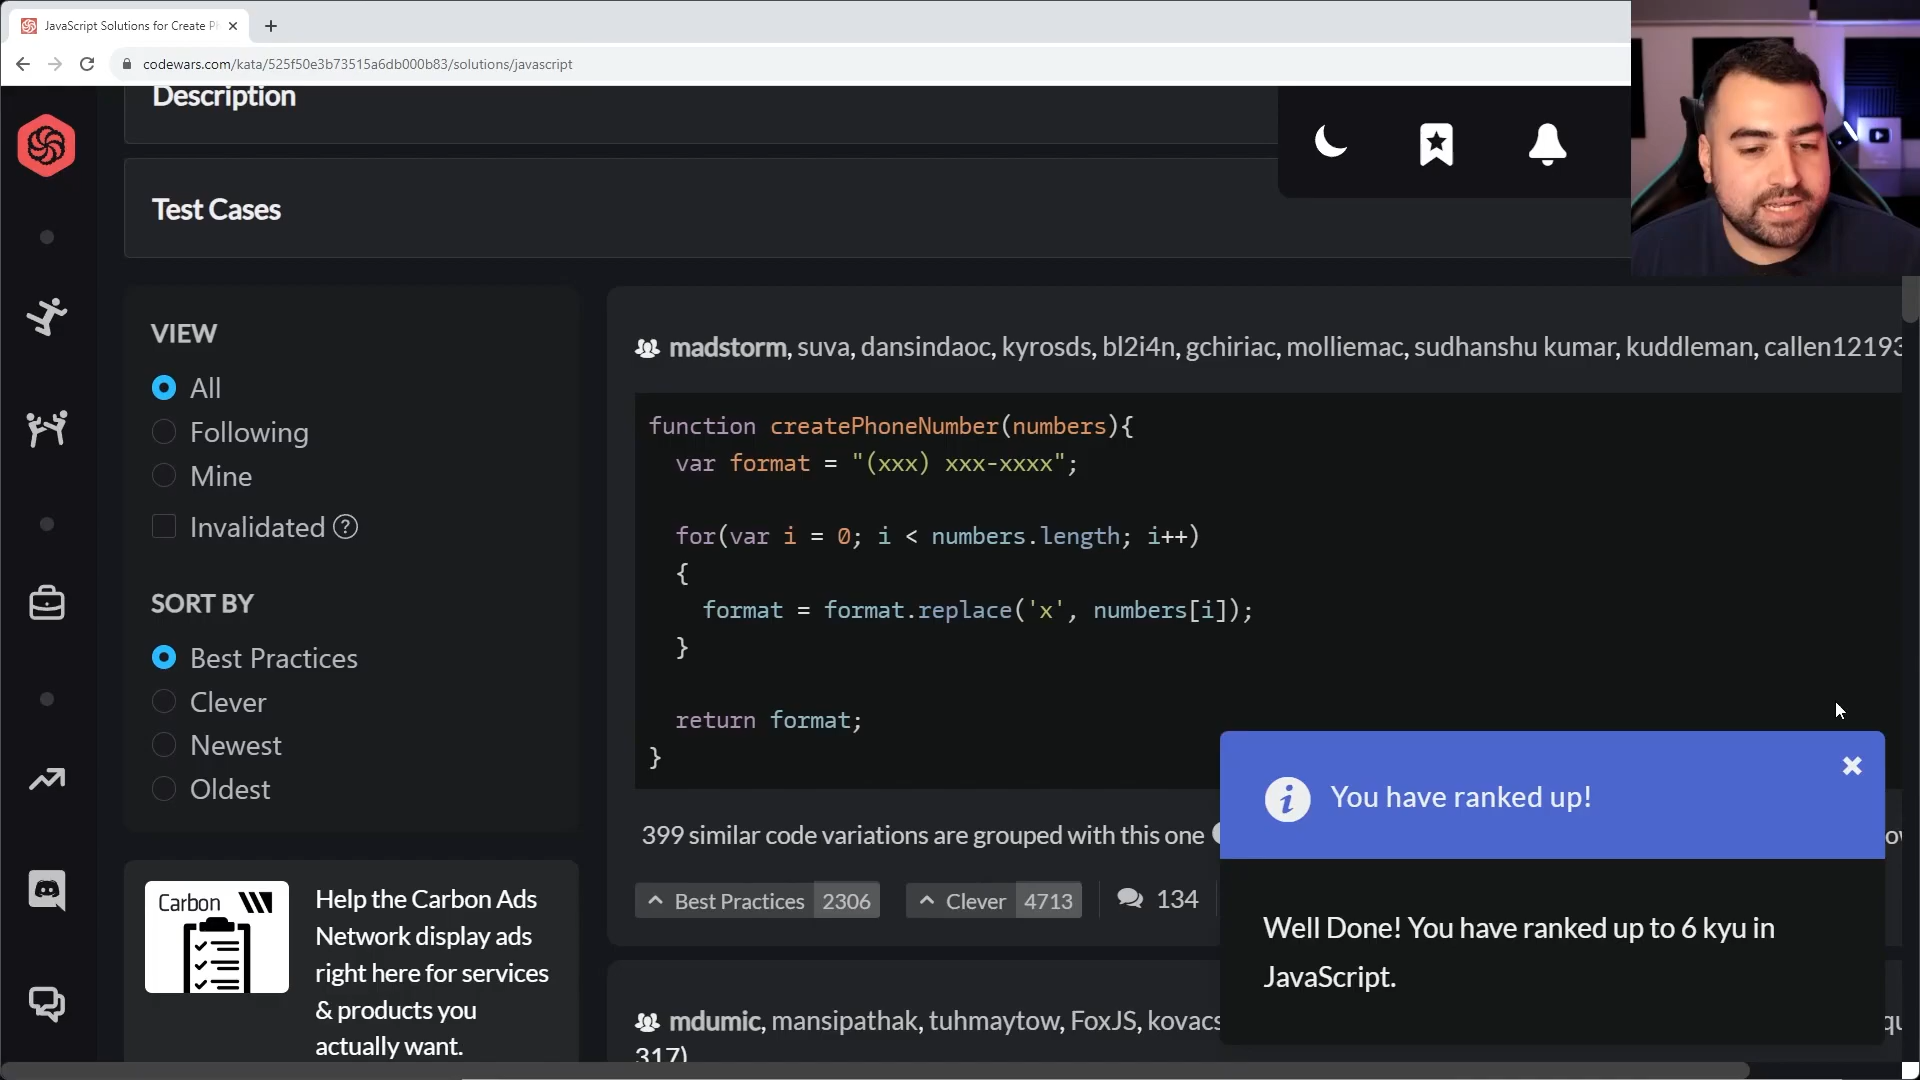 JavaScript Solutions for Create P
codewars.com/kata/525f50e3b73515a6db000b83/solutions/javascript
Description
Test Cases
VIEW
All
Following
Mine
Invalidated ?
SORT BY
Best Practices
Clever
Newest
Oldest
Carbon
Help the Carbon Ads
Network display ads
right here for services
& products you
actually want.
madstorm, suva, dansindaoc, kyrosds, bl2i4n, gchiriac, molliemac, sudhanshu kumar, kuddleman, callen12193
function createPhoneNumber(numbers){
var format = "(xxx) xxx-xxxx";
for(var i = 0; i < numbers.length; i++)
{
format = format.replace('x', numbers[i]);
}
return format;
}
399 similar code variations are grouped with this one
Best Practices 2306 Clever 4713 134
mdumic, mansipathak, tuhmaytow, FoxJS, kovacs
317)
You have ranked up!
Well Done! You have ranked up to 6 kyu in
JavaScript.